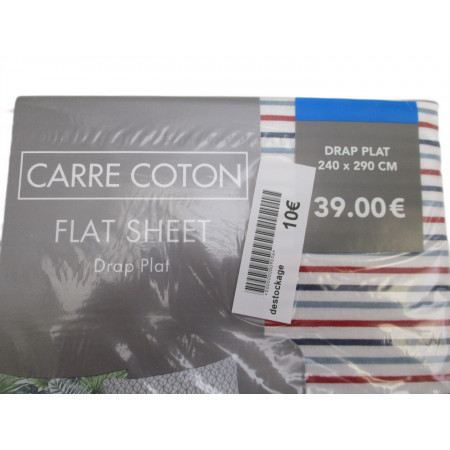 CARRE COTON
FLAT SHEET
Drap Plat
DRAP PLAT
240 x 290 CM
39.00 €
10€
destockage